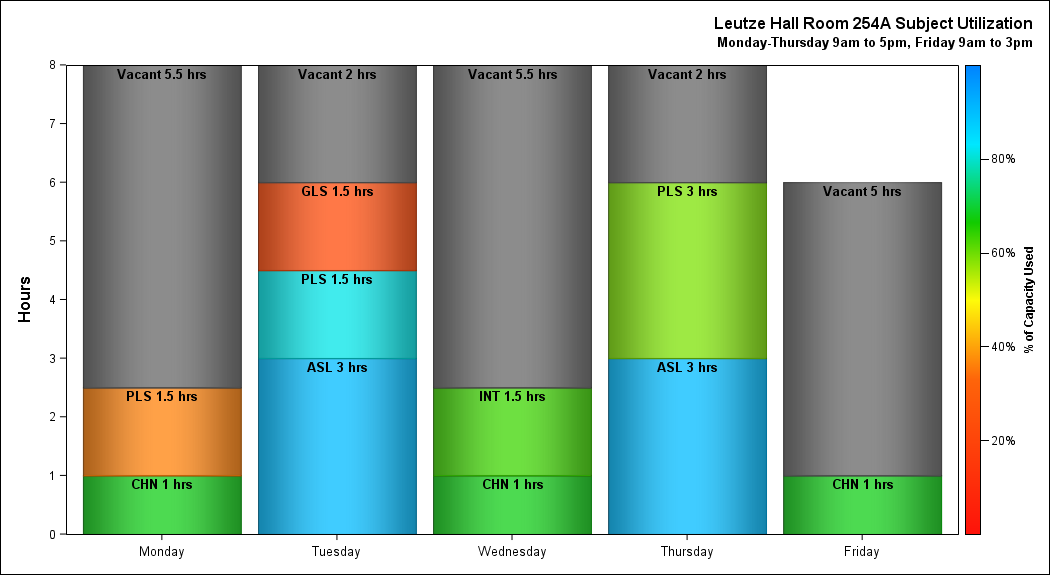 Leutze Hall Room 254A Subject Utilization
Monday-Thursday 9am to 5pm, Friday 9am to 3pm
Hours
8
7
6
5
4
3
2
1
0
Vacant 5.5 hrs
PLS 1.5 hrs
CHN 1 hrs
Vacant 2 hrs
GLS 1.5 hrs
PLS 1.5 hrs
ASL 3 hrs
Vacant 5.5 hrs
INT 1.5 hrs
CHN 1 hrs
Vacant 2 hrs
PLS 3 hrs
ASL 3 hrs
Vacant 5 hrs
CHN 1 hrs
Monday
Tuesday
Wednesday
Thursday
Friday
80%
60%
40%
20%
% of Capacity Used